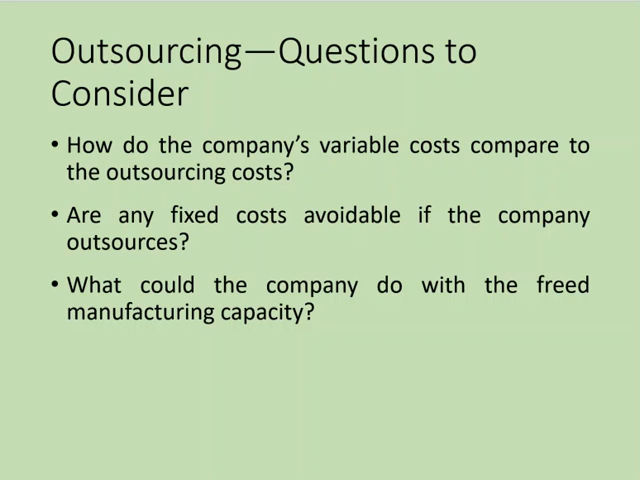 Outsourcing—Questions to
Consider
• How do the company’s variable costs compare to
the outsourcing costs?
• Are any fixed costs avoidable if the company
outsources?
• What could the company do with the freed
manufacturing capacity?